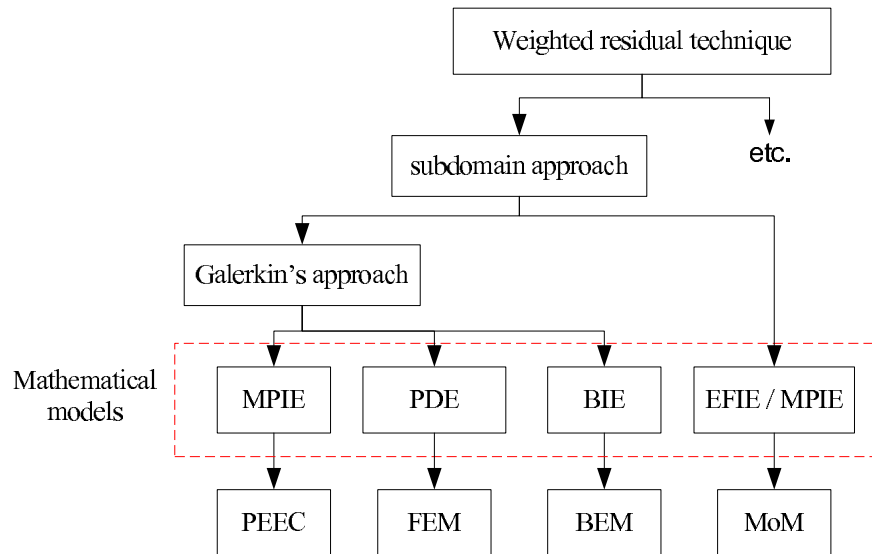 Weighted residual technique
subdomain approach
etc.
Galerkin's approach
Mathematical
models
MPIE
PDE
BIE
EFIE / MPIE
PEEC
FEM
BEM
MoM